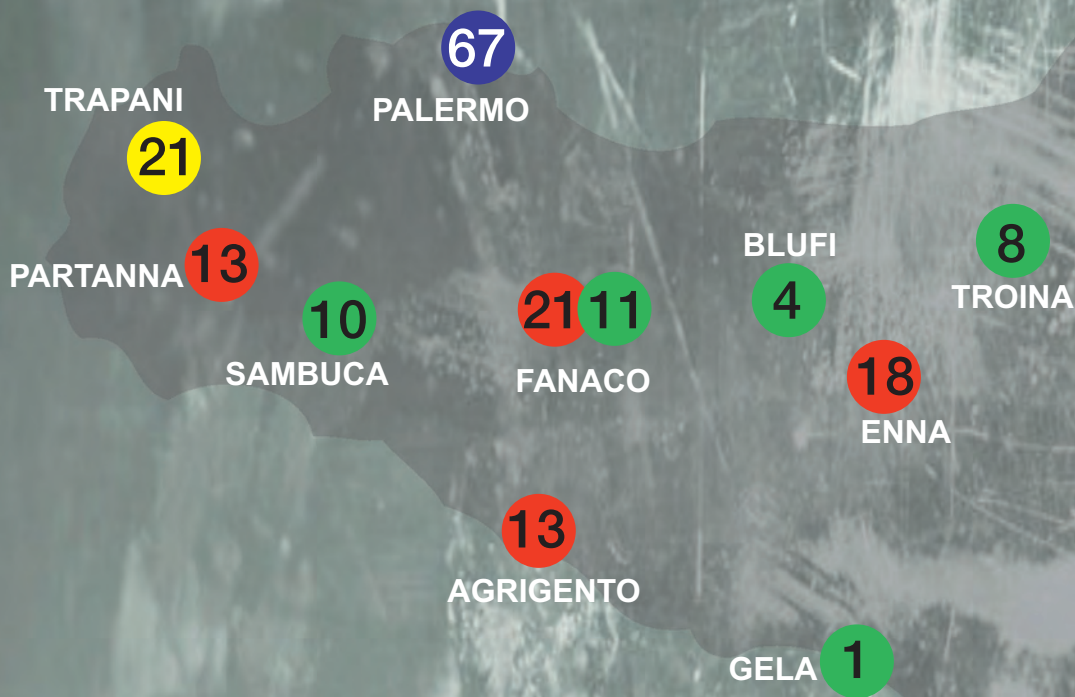 67
PALERMO
TRAPANI
21
PARTANNA 13
10
SAMBUCA
21 11
FANACO
BLUFI
4
8
TROINA
18
ENNA
13
AGRIGENTO
GELA 1